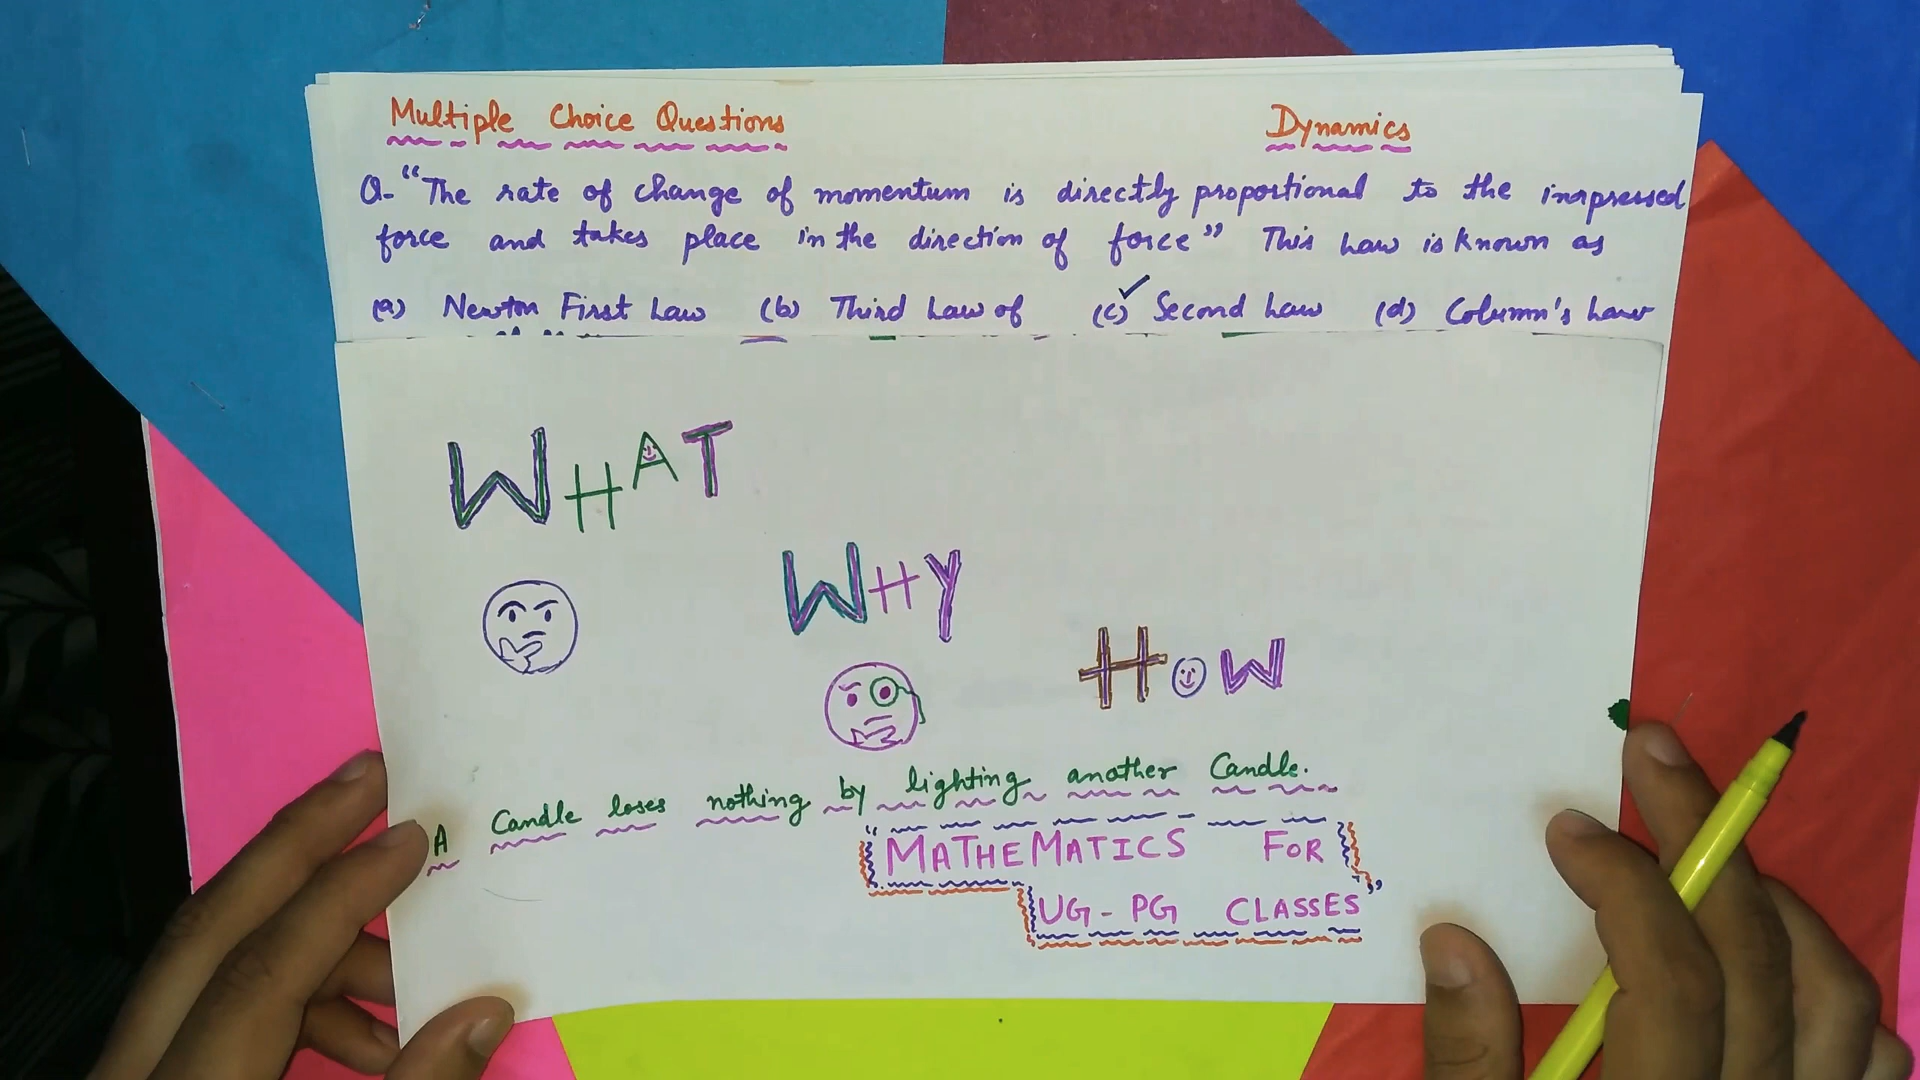 Multiple Choice Questions
Dynamics
Q- "The rate of change of momentum is directly proportional to the impressed
force and takes place in the direction of force" This Law is known as
(a) Newton First Law (b) Third Law of (c) Second Law (d) Column's Law
WHAT
WHY
HOW
A Candle loses nothing by lighting another Candle.
"MATHEMATICS FOR
UG-PG CLASSES"